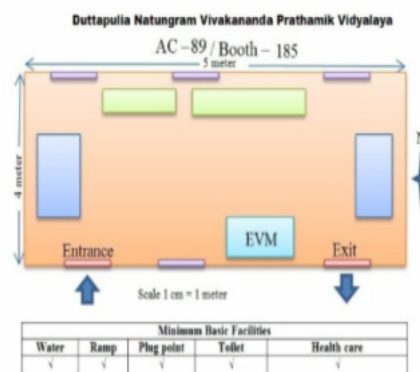 Duttapulia Natungram Vivakananda Prathamik Vidyalaya
AC -89 / Booth - 185
5 meter
4 meter
N
EVM
Entrance
Exit
Scale 1 cm = 1 meter
Minimum Basic Facilities
Water Ramp Plug point Toilet Health care
√ √ √ √ √